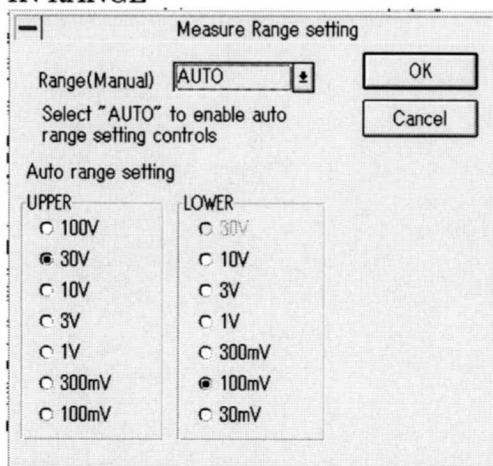 Measure Range setting
Range(Manual) AUTO OK
Select "AUTO" to enable auto
range setting controls
Cancel
Auto range setting
UPPER LOWER
100V 30V
30V 10V
10V 3V
3V 1V
1V 300mV
300mV 100mV
100mV 30mV